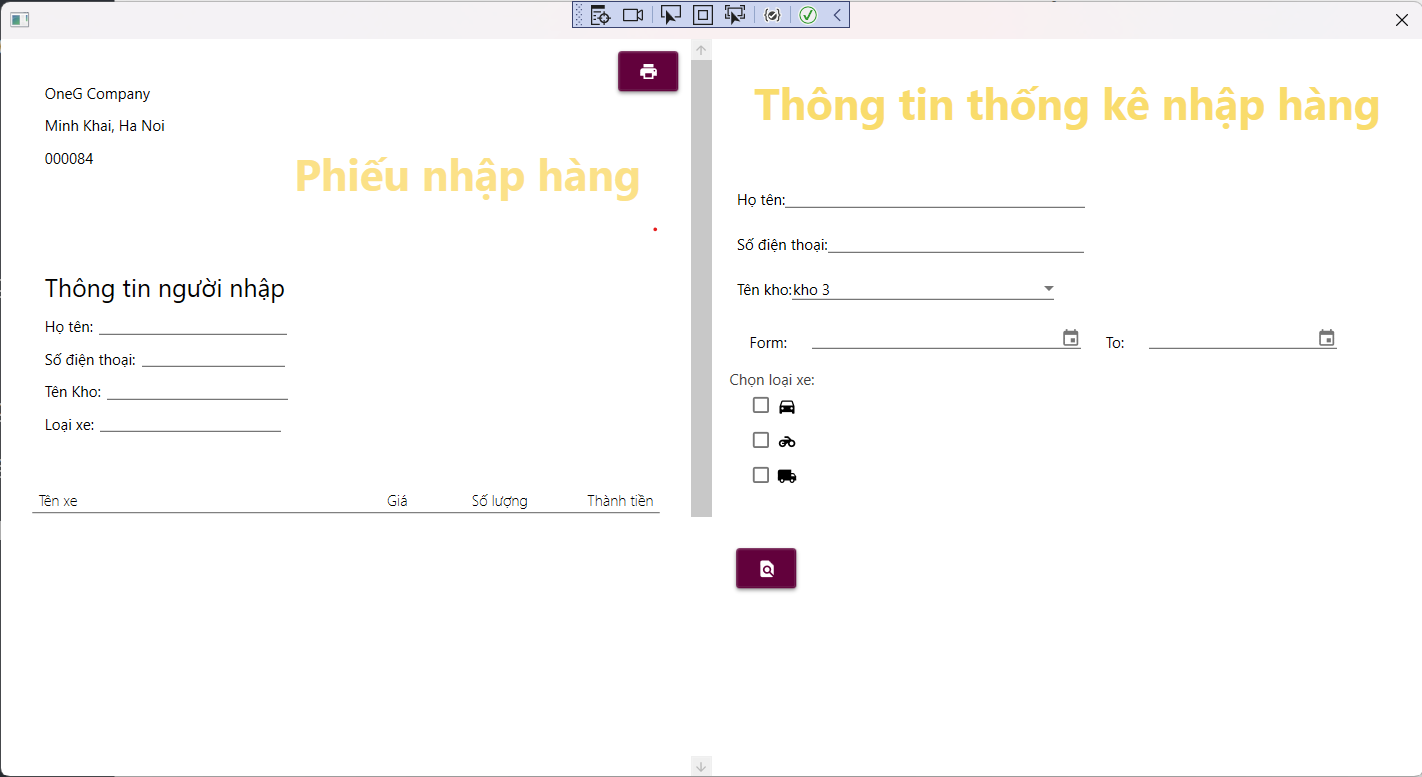 OneG Company
Minh Khai, Ha Noi
000084
Phiếu nhập hàng
Thông tin người nhập
Họ tên:
Số điện thoại:
Tên Kho:
Loại xe:
Tên xe Giá Số lượng Thành tiền
Thông tin thống kê nhập hàng
Họ tên:
Số điện thoại:
Tên kho: kho 3
Form: To:
Chọn loại xe: